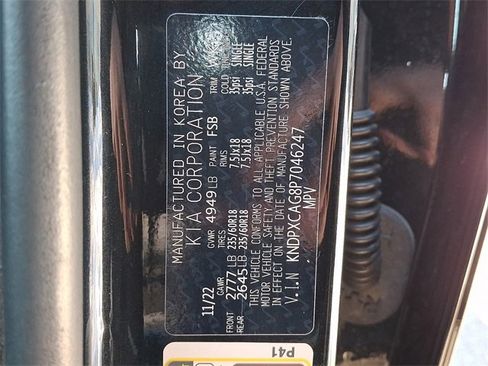 MANUFACTURED IN KOREA BY
KIA CORPORATION
11/22 GVWR 4949LB PAINT FSB TRIM
GAWR TIRES RIMS COLD
FRONT 2777LB 235/60R18 7.5Jx18 35psi SINGLE
-REAR 2645LB 235/60R18 7.5Jx18 35psi SINGLE
THIS VEHICLE CONFORMS TO ALL APPLICABLE U.S.A. FEDERAL
MOTOR VEHICLE SAFETY AND THEFT PREVENTION STANDARDS
IN EFFECT ON THE DATE OF MANUFACTURE SHOWN ABOVE.
V.I.N KNDPXCAG8P7046247
MPV
P41